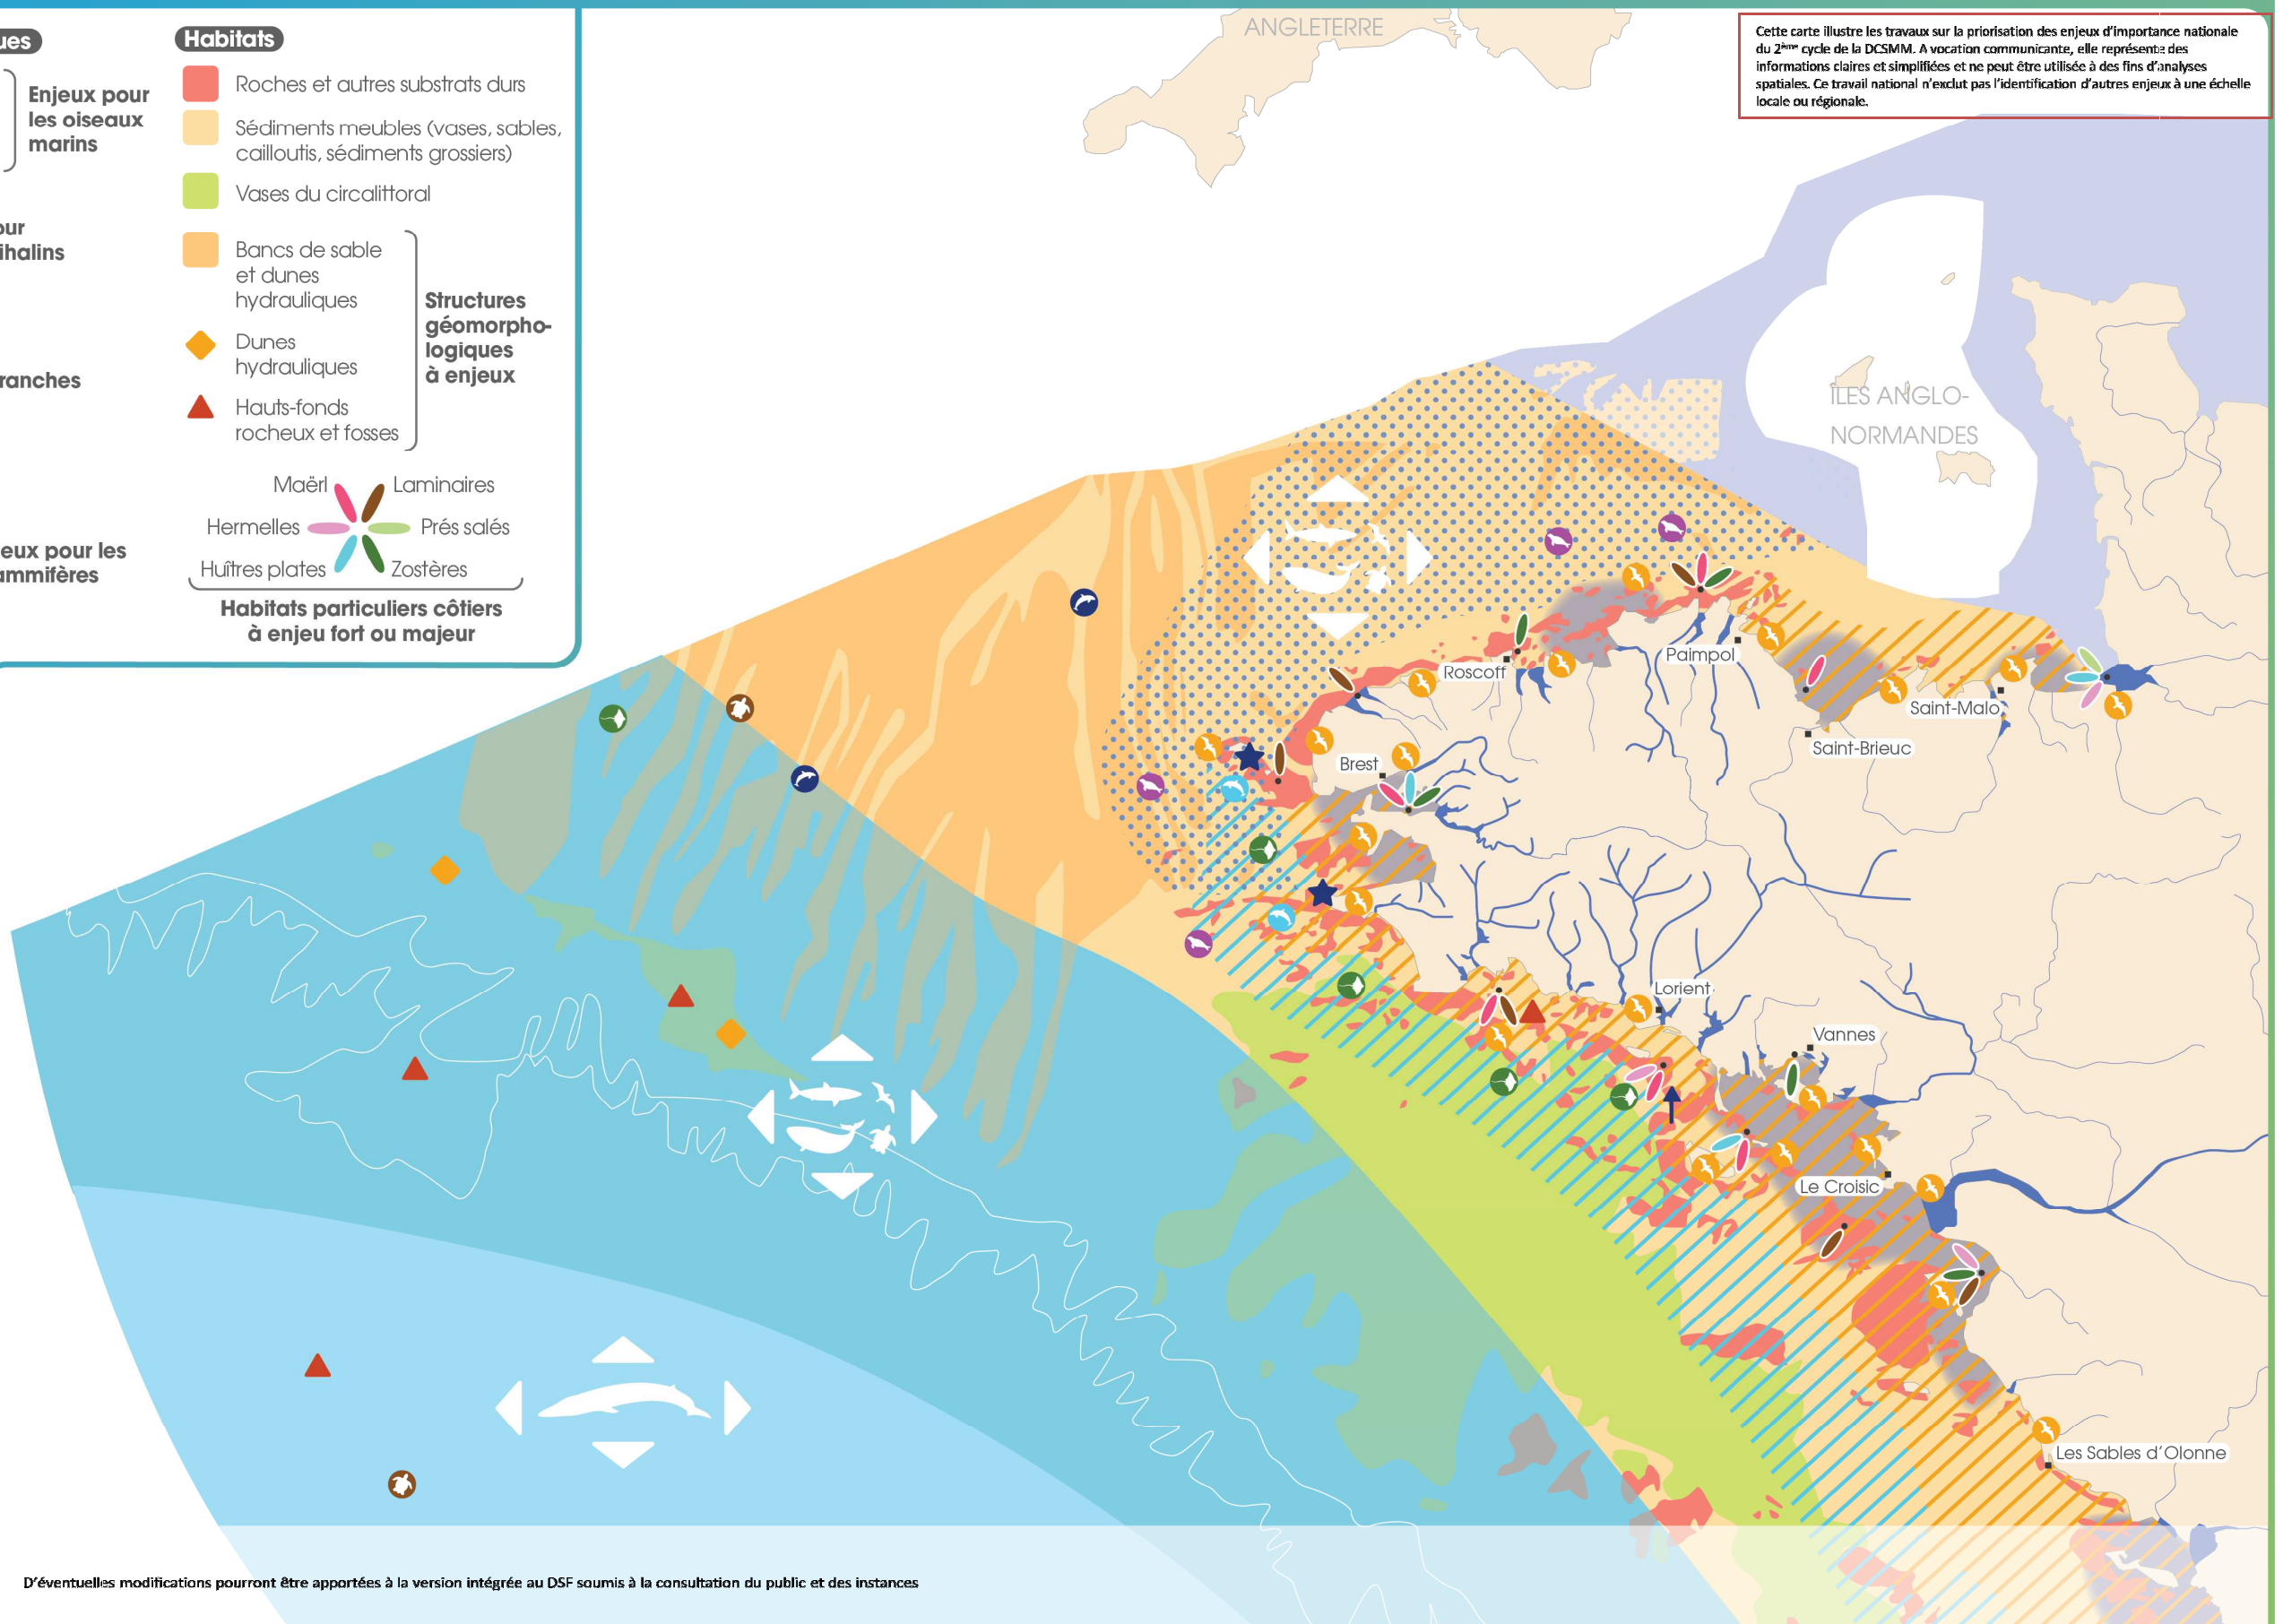 Enjeux pour
les oiseaux
marins
Habitats
Roches et autres substrats durs
Sédiments meubles (vases, sables,
cailloutis, sédiments grossiers)
Vases du circalittoral
Bancs de sable
et dunes
hydrauliques
Dunes
hydrauliques
Hauts-fonds
rocheux et fosses
Structures
géomorpho-
logiques
à enjeux
Maërl
Laminaires
Hermelles
Prés salés
Huîtres plates
Zostères
Habitats particuliers côtiers
à enjeu fort ou majeur
ues
our
ihalins
ranches
eux pour les
ammifères
ANGLETERRE
Cette carte illustre les travaux sur la priorisation des enjeux d'importance nationale
du 2ème cycle de la DCSMM. A vocation communicante, elle représente des
informations claires et simplifiées et ne peut être utilisée à des fins d'analyses
spatiales. Ce travail national n'exclut pas l'identification d'autres enjeux à une échelle
locale ou régionale.
ÎLES ANGLO-
NORMANDES
Roscoff
Paimpol
Saint-Malo
Saint-Brieuc
Brest
Lorient
Vannes
Le Croisic
Les Sables d'Olonne
D'éventuelles modifications pourront être apportées à la version intégrée au DSF soumis à la consultation du public et des instances